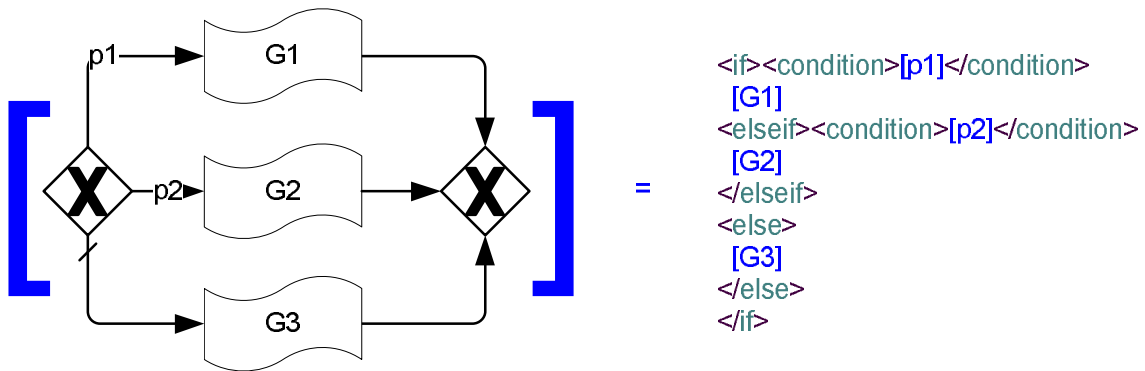 p1
G1
X
p2
G2
X
G3
=
<if><condition>[p1]</condition>
[G1]
<elseif><condition>[p2]</condition>
[G2]
</elseif>
<else>
[G3]
</else>
</if>